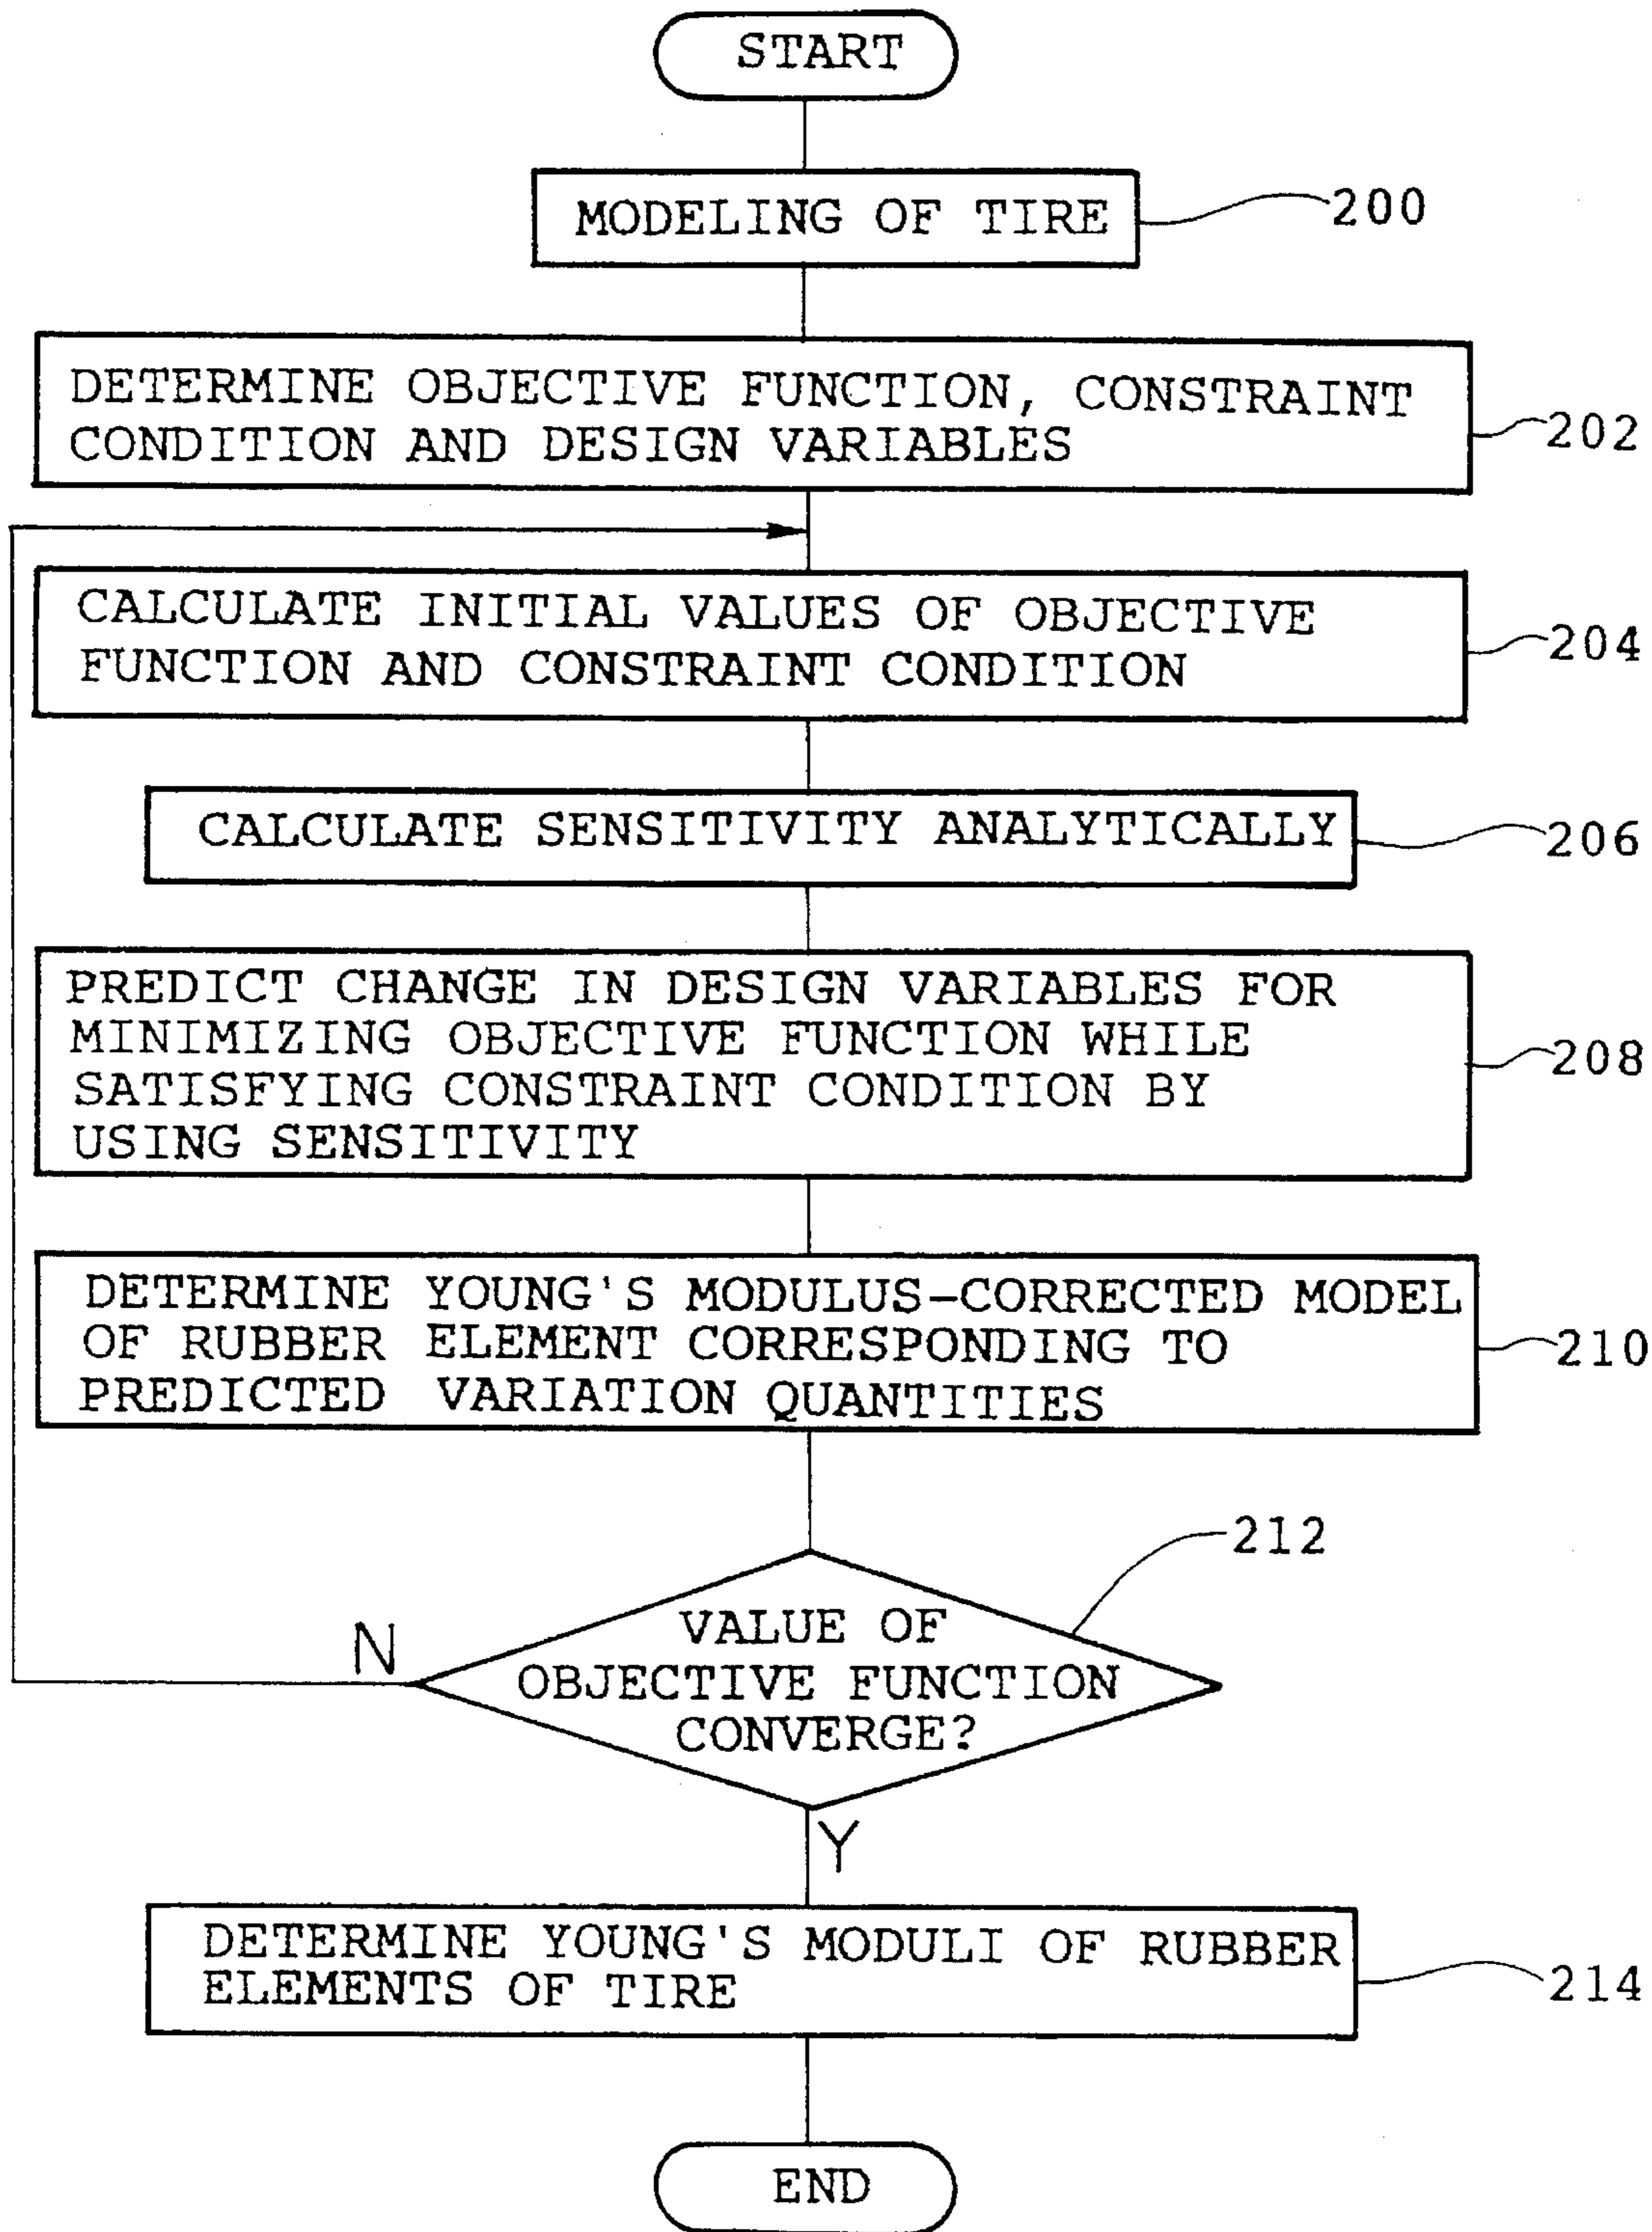 START
MODELING OF TIRE
200
DETERMINE OBJECTIVE FUNCTION, CONSTRAINT
CONDITION AND DESIGN VARIABLES
202
CALCULATE INITIAL VALUES OF OBJECTIVE
FUNCTION AND CONSTRAINT CONDITION
204
CALCULATE SENSITIVITY ANALYTICALLY
206
PREDICT CHANGE IN DESIGN VARIABLES FOR
MINIMIZING OBJECTIVE FUNCTION WHILE
SATISFYING CONSTRAINT CONDITION BY
USING SENSITIVITY
208
DETERMINE YOUNG'S MODULUS-CORRECTED MODEL
OF RUBBER ELEMENT CORRESPONDING TO
PREDICTED VARIATION QUANTITIES
210
212
VALUE OF
OBJECTIVE FUNCTION
CONVERGE?
N
Y
DETERMINE YOUNG'S MODULI OF RUBBER
ELEMENTS OF TIRE
214
END